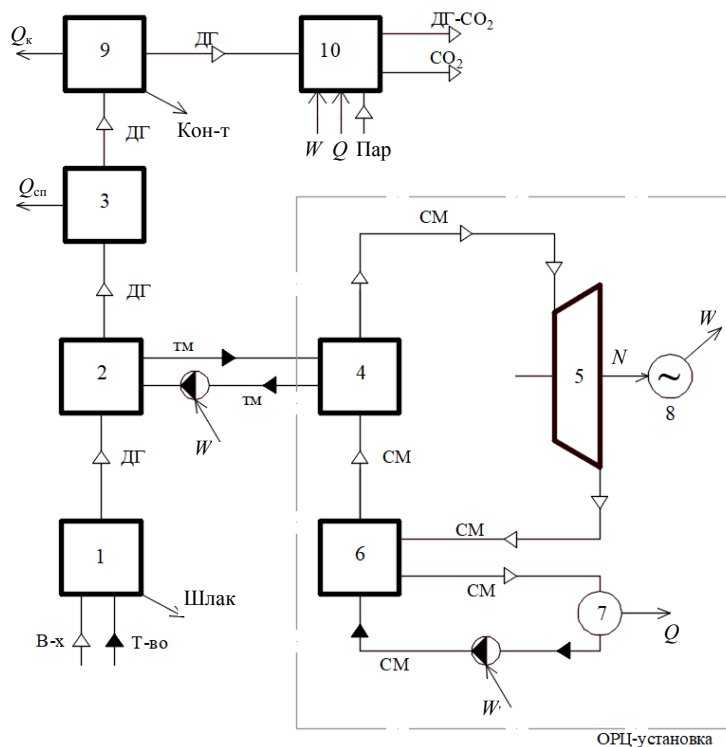 ДГ-CO₂
Qк
9
ДГ
10
CO₂
ДГ
Кон-т
W
Q
Пар
Qсп
3
СМ
ДГ
W
тм
N
2
4
5
~
8
тм
W
ДГ
СМ
СМ
1
6
СМ
Шлак
7
В-х
Т-во
Q
СМ
W
ОРЦ-установка